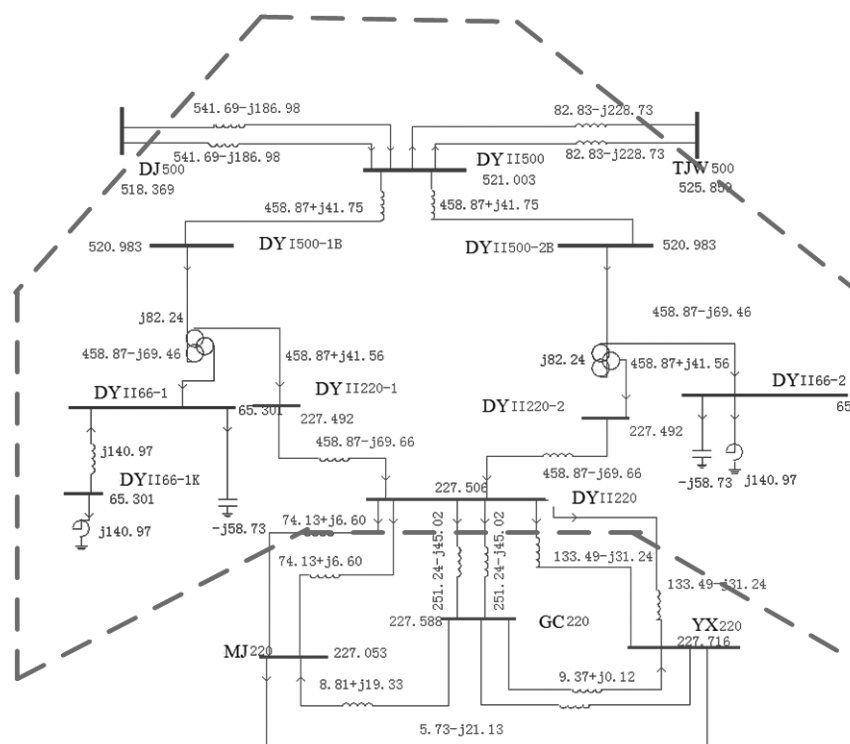 541.69-j186.98
82.83-j228.73
541.69-j186.98
DYII500
82.83-j228.73
DJ500
518.369
521.003
TJW500
525.859
458.87+j41.75
458.87+j41.75
520.983
DYI500-1B
DYII500-2B
520.983
j82.24
458.87-j69.46
458.87-j69.46
458.87+j41.56
j82.24
458.87+j41.56
DYII66-1
DYII220-1
DYII66-2
65.301
227.492
DYII220-2
65
227.492
j140.97
458.87-j69.66
DYII66-1K
458.87-j69.66
-j58.73
j140.97
65.301
227.506
DYII220
j140.97
-j58.73
74.13+j6.60
251.24-j45.02
251.24-j45.02
74.13+j6.60
133.49-j31.24
133.49-j31.24
227.588
GC220
YX220
227.716
MJ220
227.053
8.81+j19.33
9.37+j0.12
5.73-j21.13